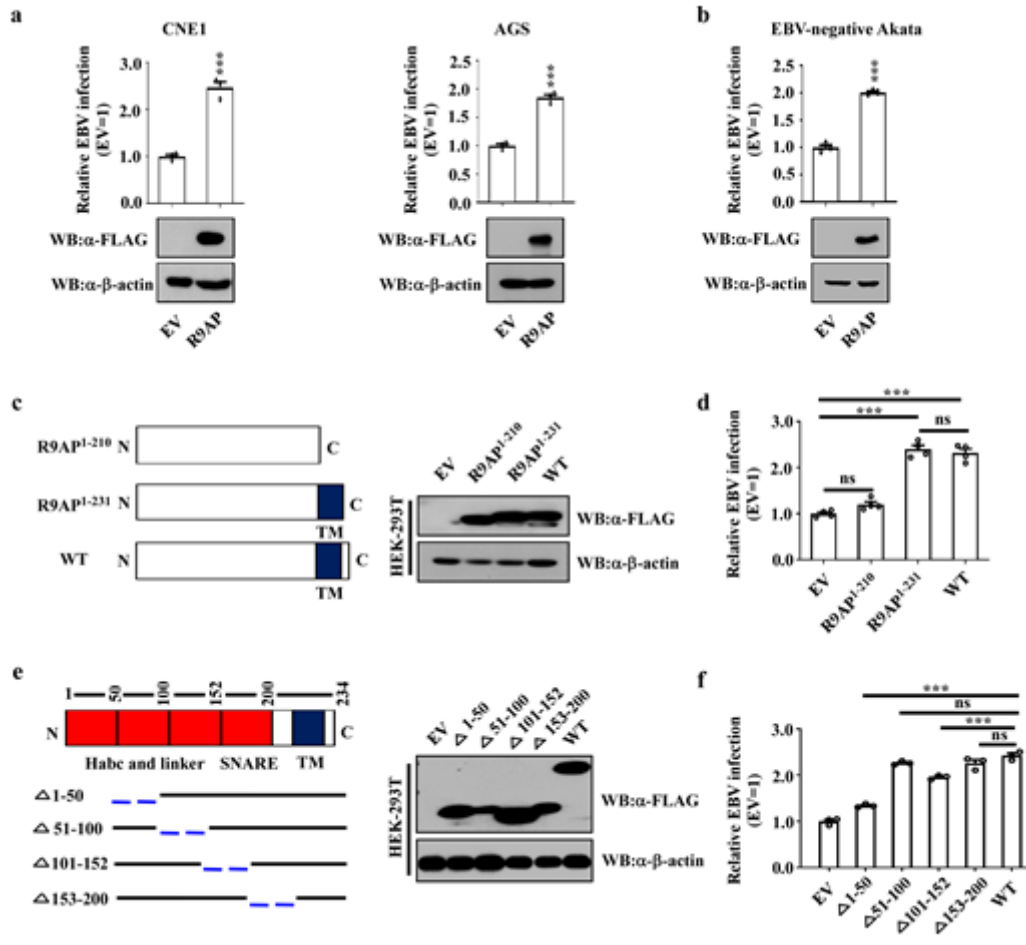 a
b
CNE1
AGS
EBV-negative Akata
Relative EBV infection
(EV=1)
3.0
2.0
1.0
0.0
***
WB:α-FLAG
WB:α-β-actin
EV
R9AP
Relative EBV infection
(EV=1)
2.5
2.0
1.5
1.0
0.5
0.0
***
WB:α-FLAG
WB:α-β-actin
EV
R9AP
Relative EBV infection
(EV=1)
2.5
2.0
1.5
1.0
0.5
0.0
***
WB:α-FLAG
WB:α-β-actin
EV
R9AP
c
R9AP1-210 N C
R9AP1-231 N C
TM
WT N C
TM
HEK-293T
EV
R9AP1-210
R9AP1-231
WT
WB:α-FLAG
WB:α-β-actin
d
Relative EBV infection
(EV=1)
3.0
2.0
1.0
0.0
***
***
ns
ns
EV
R9AP1-210
R9AP1-231
WT
e
1 50 100 152 200 234
N C
Habc and linker SNARE TM
△1-50
△51-100
△101-152
△153-200
HEK-293T
EV
△1-50
△51-100
△101-152
△153-200
WT
WB:α-FLAG
WB:α-β-actin
f
Relative EBV infection
(EV=1)
3.0
2.0
1.0
0.0
***
ns
***
ns
EV
△1-50
△51-100
△101-152
△153-200
WT